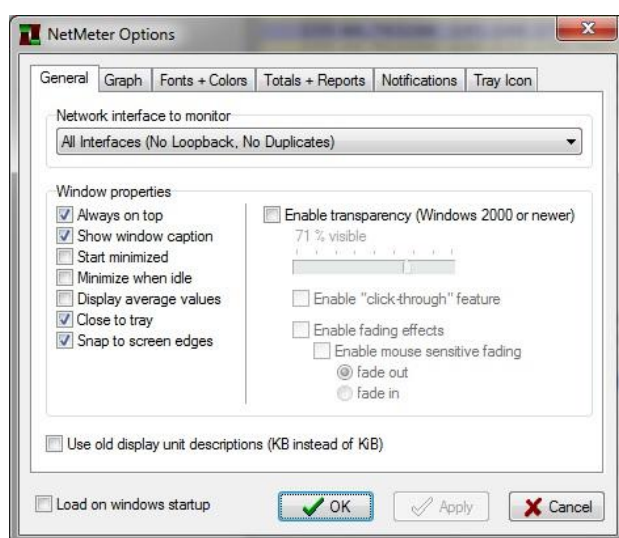 NetMeter Options
General Graph Fonts + Colors Totals + Reports Notifications Tray Icon
Network interface to monitor
All Interfaces (No Loopback, No Duplicates)
Window properties
Always on top
Show window caption
Start minimized
Minimize when idle
Display average values
Close to tray
Snap to screen edges
Enable transparency (Windows 2000 or newer)
71 % visible
Enable "click-through" feature
Enable fading effects
Enable mouse sensitive fading
fade out
fade in
Use old display unit descriptions (KB instead of KiB)
Load on windows startup
OK Apply Cancel